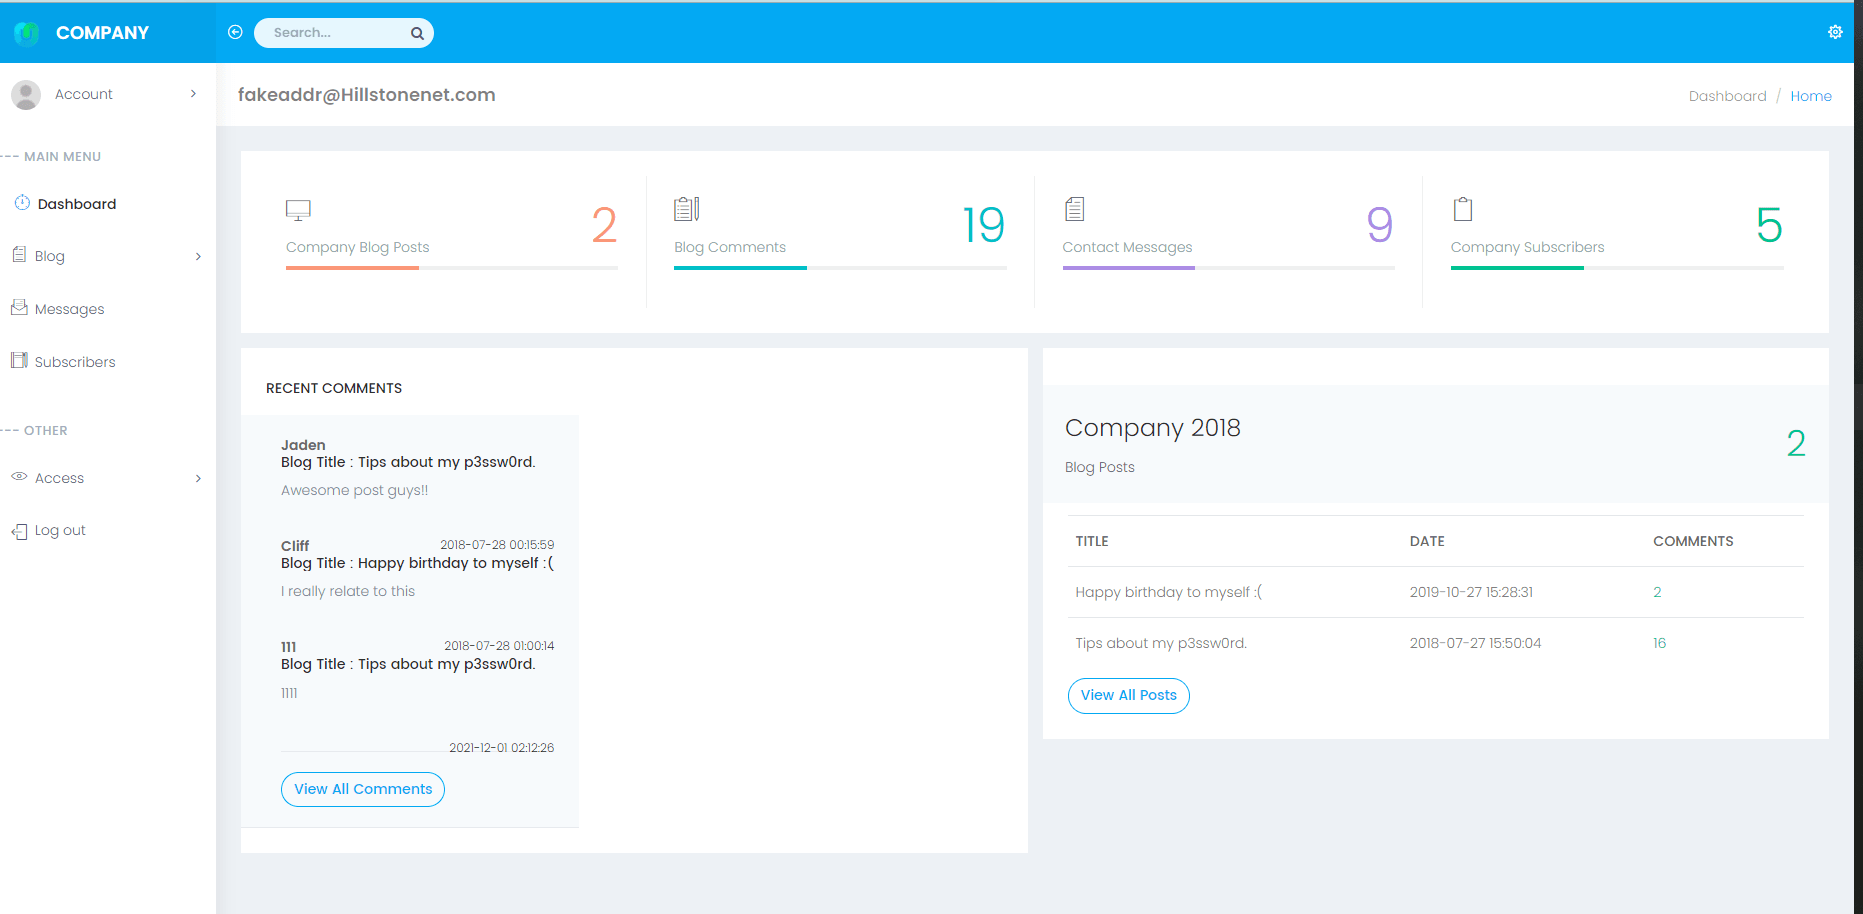 COMPANY
Search...
Account
fakeaddr@Hillstonenet.com
Dashboard / Home
--- MAIN MENU
Dashboard
Blog
Messages
Subscribers
--- OTHER
Access
Log out
Company Blog Posts
2
Blog Comments
19
Contact Messages
9
Company Subscribers
5
RECENT COMMENTS
Jaden
Blog Title : Tips about my p3ssw0rd.
Awesome post guys!!
Cliff 2018-07-28 00:15:59
Blog Title : Happy birthday to myself :(
I really relate to this
111 2018-07-28 01:00:14
Blog Title : Tips about my p3ssw0rd.
1111
2021-12-01 02:12:26
View All Comments
Company 2018
Blog Posts
2
TITLE DATE COMMENTS
Happy birthday to myself :( 2019-10-27 15:28:31 2
Tips about my p3ssw0rd. 2018-07-27 15:50:04 16
View All Posts